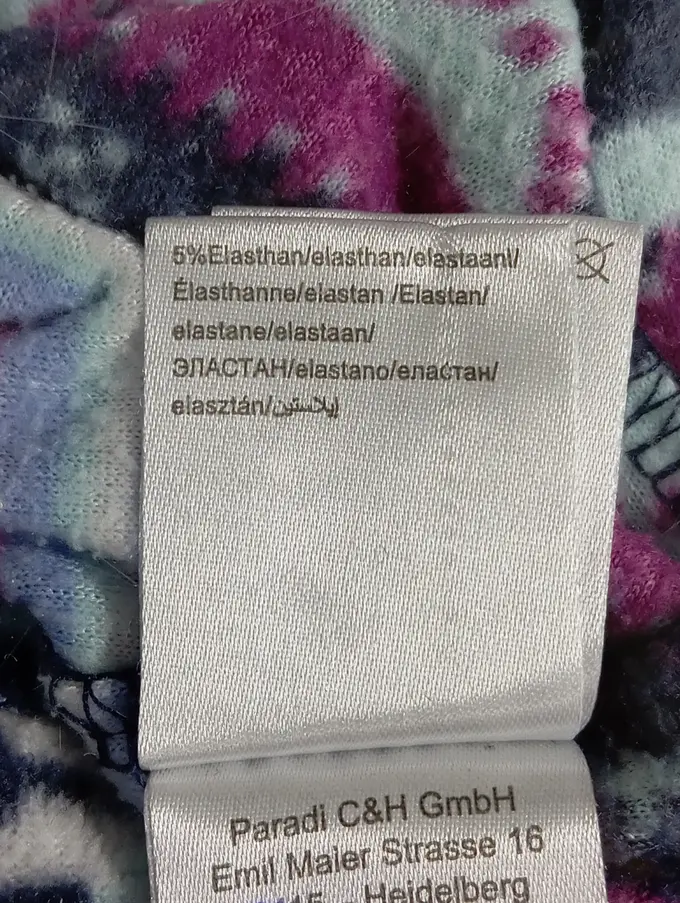 5%Elasthan/elasthan/elastaani/
Élasthanne/elastan /Elastan/
elastane/elastaan/
ЭЛАСТАН/elastano/еластан/
elasztán/إيلاستين
Paradi C&H GmbH
Emil Maier Strasse 16
Heidelberg